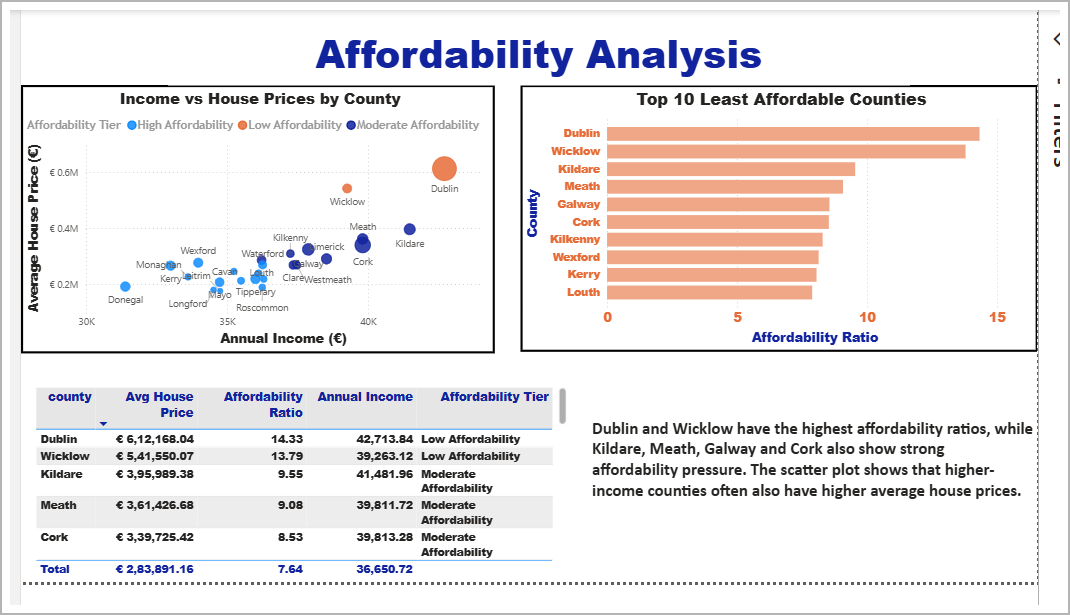 Affordability Analysis
Income vs House Prices by County
Affordability Tier High Affordability Low Affordability Moderate Affordability
Average House Price (€)
€ 0.6M
€ 0.4M
€ 0.2M
Dublin
Wicklow
Meath
Kildare
Kilkenny
Limerick
Cork
Wexford
Waterford
Galway
Monaghan
Cavan
Louth
Kerry
Leitrim
Clare
Westmeath
Donegal
Longford
Mayo
Tipperary
Roscommon
30K
35K
40K
Annual Income (€)
Top 10 Least Affordable Counties
County
Dublin
Wicklow
Kildare
Meath
Galway
Cork
Kilkenny
Wexford
Kerry
Louth
0 5 10 15
Affordability Ratio
Filters
county Avg House Price Affordability Ratio Annual Income Affordability Tier
Dublin € 6,12,168.04 14.33 42,713.84 Low Affordability
Wicklow € 5,41,550.07 13.79 39,263.12 Low Affordability
Kildare € 3,95,989.38 9.55 41,481.96 Moderate
Affordability
Meath € 3,61,426.68 9.08 39,811.72 Moderate
Affordability
Cork € 3,39,725.42 8.53 39,813.28 Moderate
Affordability
Total € 2,83,891.16 7.64 36,650.72
Dublin and Wicklow have the highest affordability ratios, while
Kildare, Meath, Galway and Cork also show strong
affordability pressure. The scatter plot shows that higher-
income counties often also have higher average house prices.